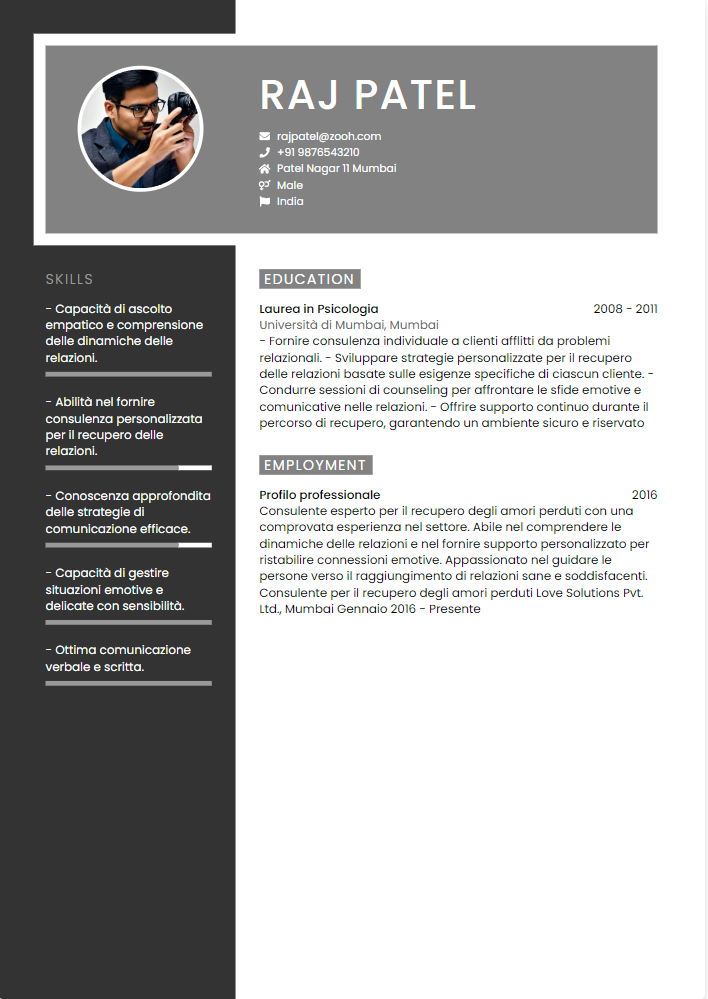 RAJ PATEL
rajpatel@zooh.com
+91 9876543210
Patel Nagar 11 Mumbai
Male
India
SKILLS
- Capacità di ascolto
empatico e comprensione
delle dinamiche delle
relazioni.
- Abilità nel fornire
consulenza personalizzata
per il recupero delle
relazioni.
- Conoscenza approfondita
delle strategie di
comunicazione efficace.
- Capacità di gestire
situazioni emotive e
delicate con sensibilità.
- Ottima comunicazione
verbale e scritta.
EDUCATION
Laurea in Psicologia 2008 - 2011
Università di Mumbai, Mumbai
- Fornire consulenza individuale a clienti afflitti da problemi
relazionali. - Sviluppare strategie personalizzate per il recupero
delle relazioni basate sulle esigenze specifiche di ciascun cliente. -
Condurre sessioni di counseling per affrontare le sfide emotive e
comunicative nelle relazioni. - Offrire supporto continuo durante il
percorso di recupero, garantendo un ambiente sicuro e riservato
EMPLOYMENT
Profilo professionale 2016
Consulente esperto per il recupero degli amori perduti con una
comprovata esperienza nel settore. Abile nel comprendere le
dinamiche delle relazioni e nel fornire supporto personalizzato per
ristabilire connessioni emotive. Appassionato nel guidare le
persone verso il raggiungimento di relazioni sane e soddisfacenti.
Consulente per il recupero degli amori perduti Love Solutions Pvt.
Ltd., Mumbai Gennaio 2016 - Presente